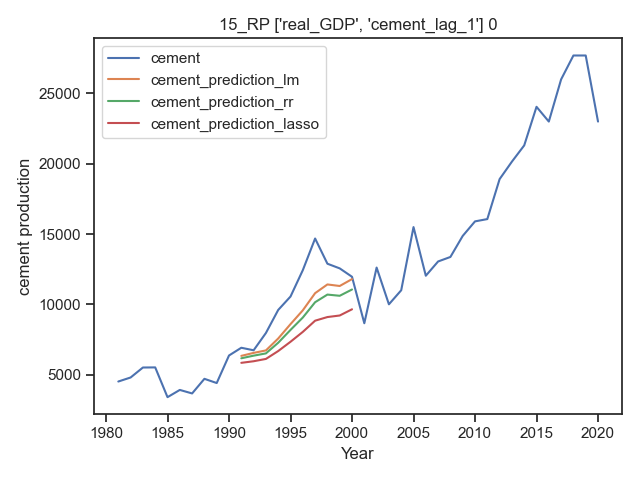 15_RP ['real_GDP', 'cement_lag_1'] 0
cement
cement_prediction_lm
cement_prediction_rr
cement_prediction_lasso
cement production
25000
20000
15000
10000
5000
1980 1985 1990 1995 2000 2005 2010 2015 2020
Year